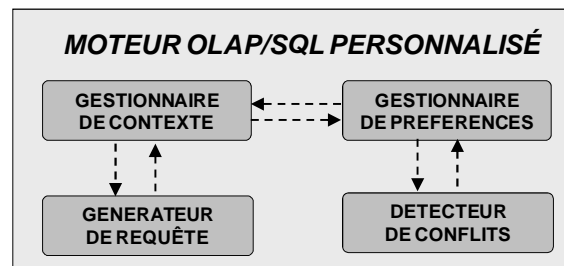 MOTEUR OLAP/SQL PERSONNALISÉ
GESTIONNAIRE
DE CONTEXTE
GESTIONNAIRE
DE PREFERENCES
GENERATEUR
DE REQUÊTE
DETECTEUR
DE CONFLITS